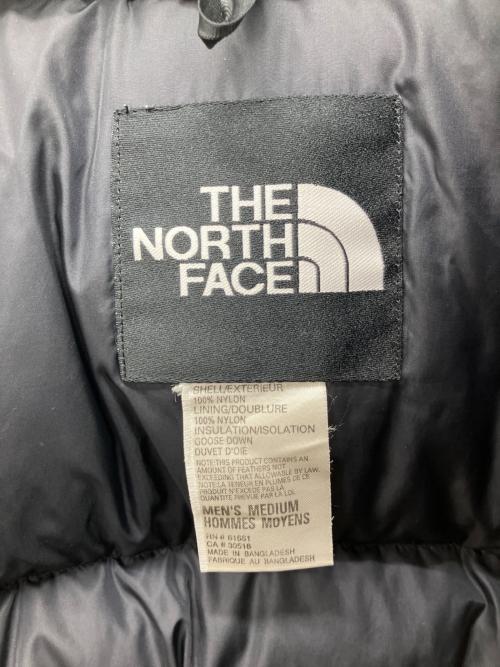 THE
NORTH
FACE
SHELL/EXTERIEUR
100% NYLON
LINING/DOUBLURE
100% NYLON
INSULATION/ISOLATION
GOOSE DOWN
DUVET D'OIE
NOTE:THIS PRODUCT CONTAINS AN
AMOUNT OF FEATHERS NOT
EXCEEDING THAT ALLOWABLE BY LAW.
NOTE:LA TENEUR EN PLUMES DE CE
PRODUIT N'EXCEDE PAS LA
QUANTITE PREVUE PAR LA LOI.
MEN'S MEDIUM
HOMMES MOYENS
RN# 61661
CA# 30516
MADE IN BANGLADESH
FABRIQUE AU BANGLADESH